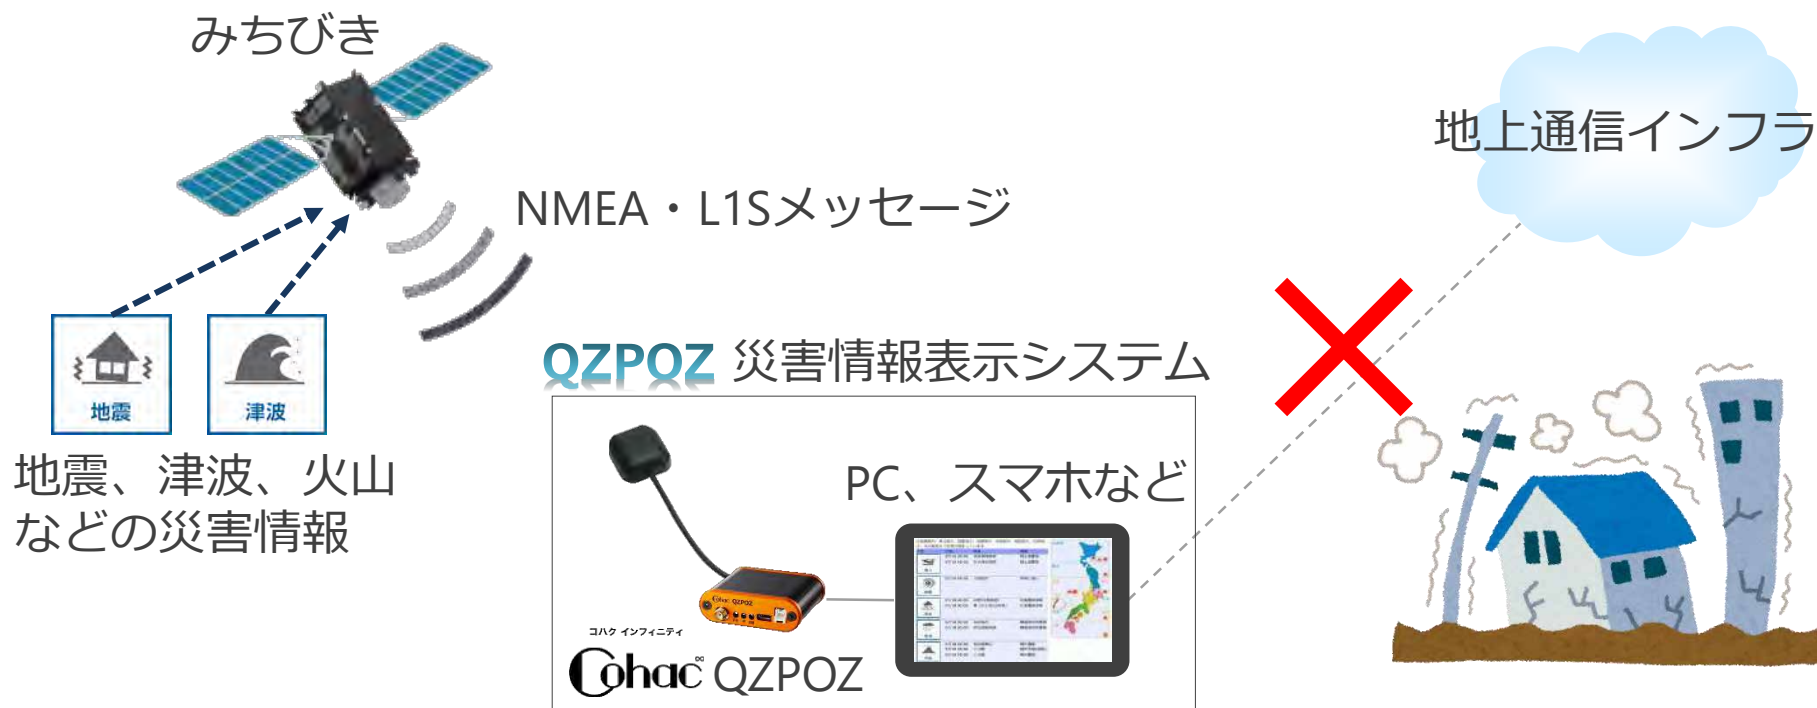 みちびき
地上通信インフラ
NMEA・L1Sメッセージ
QZPOZ 災害情報表示システム
地震
津波
地震、津波、火山
などの災害情報
PC、スマホなど
Cohac QZPOZ
コハク インフィニティ
Cohac∞ QZPOZ